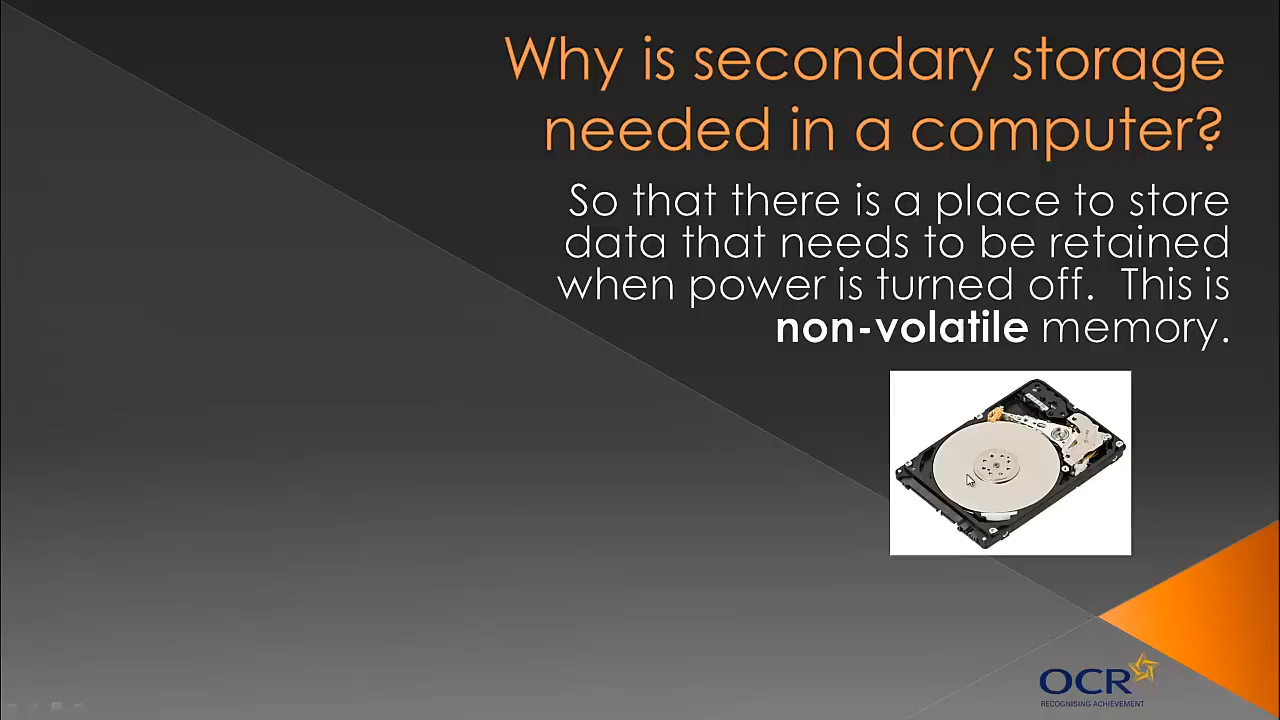 Why is secondary storage
needed in a computer?
So that there is a place to store
data that needs to be retained
when power is turned off.  This is
non-volatile memory.
OCR
RECOGNISING ACHIEVEMENT